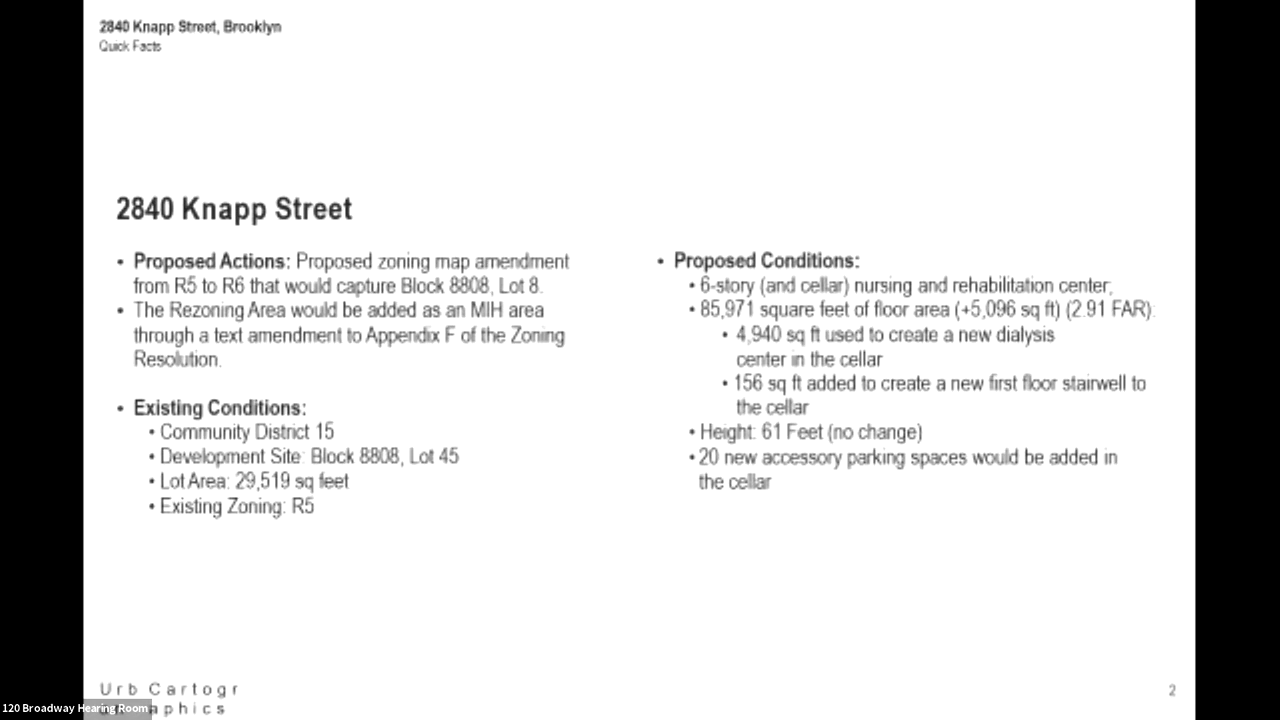 2840 Knapp Street, Brooklyn
Quick Facts
2840 Knapp Street
• Proposed Actions: Proposed zoning map amendment
from R5 to R6 that would capture Block 8808, Lot 8.
• The Rezoning Area would be added as an MIH area
through a text amendment to Appendix F of the Zoning
Resolution.
• Existing Conditions:
• Community District 15
• Development Site: Block 8808, Lot 45
• Lot Area: 29,519 sq feet
• Existing Zoning: R5
• Proposed Conditions:
• 6-story (and cellar) nursing and rehabilitation center;
• 85,971 square feet of floor area (+5,096 sq ft) (2.91 FAR):
• 4,940 sq ft used to create a new dialysis
center in the cellar
• 156 sq ft added to create a new first floor stairwell to
the cellar
• Height: 61 Feet (no change)
• 20 new accessory parking spaces would be added in
the cellar
Urb Cartogr
aphics
120 Broadway Hearing Room
2